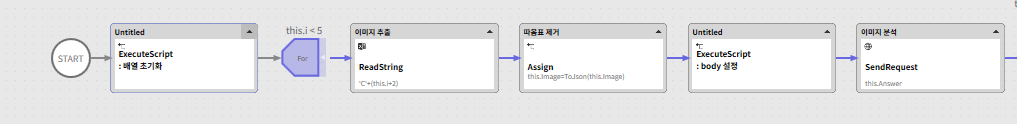 START
Untitled
ExecuteScript
: 배열 초기화
this.i < 5
For
이미지 추출
ReadString
"C"+(this.i+2)
따옴표 제거
Assign
this.Image=ToJson(this.Image)
Untitled
ExecuteScript
: body 설정
이미지 분석
SendRequest
this.Answer